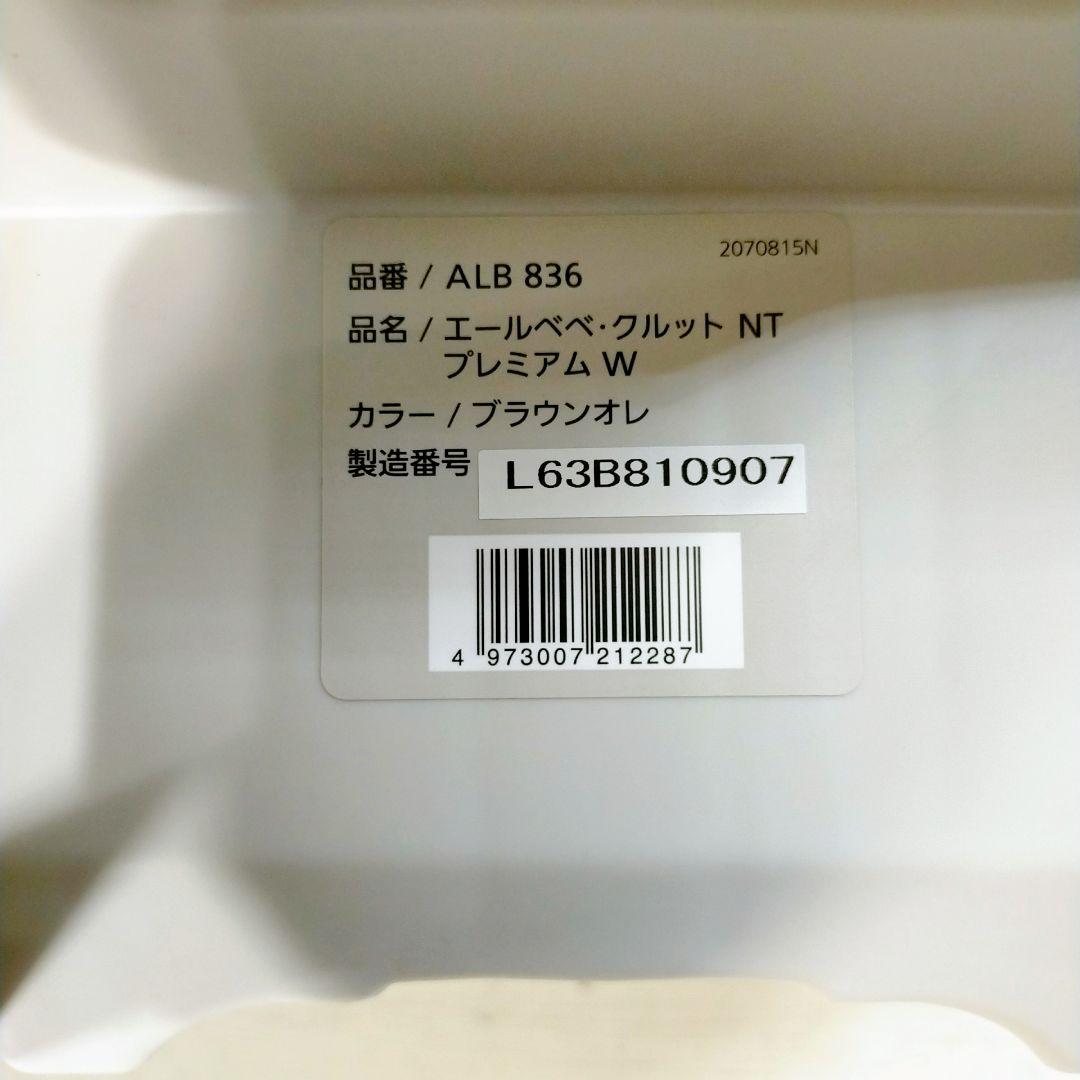 2070815N
品番 / ALB 836
品名 / エールベベ・クルット NT
プレミアム W
カラー / ブラウンオレ
製造番号 L63B810907
4 973007 212287